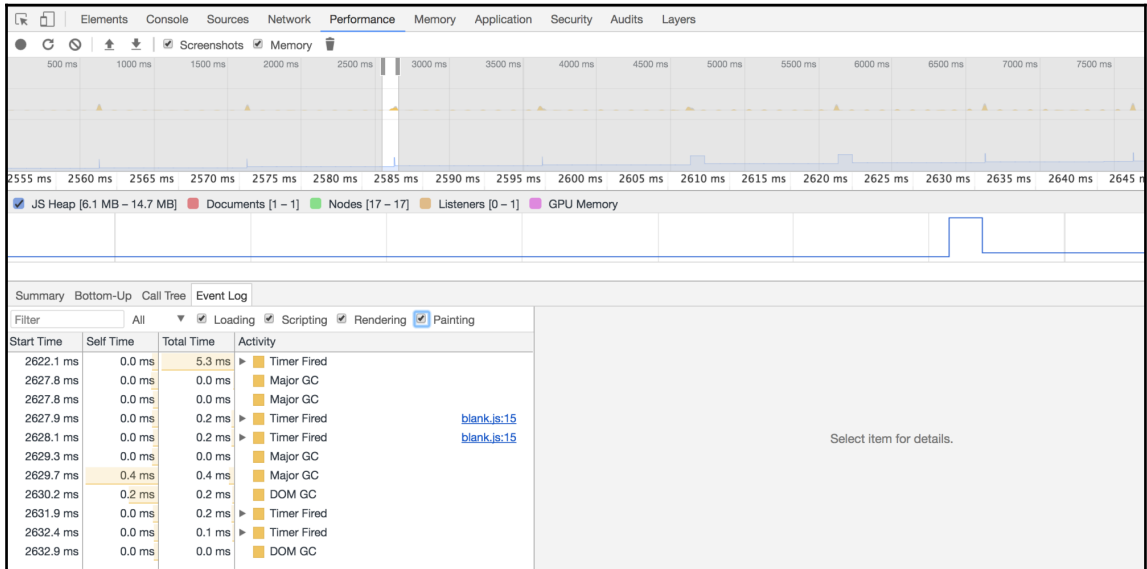 Elements Console Sources Network Performance Memory Application Security Audits Layers
Screenshots Memory
500 ms 1000 ms 1500 ms 2000 ms 2500 ms 3000 ms 3500 ms 4000 ms 4500 ms 5000 ms 5500 ms 6000 ms 6500 ms 7000 ms 7500 ms
2555 ms 2560 ms 2565 ms 2570 ms 2575 ms 2580 ms 2585 ms 2590 ms 2595 ms 2600 ms 2605 ms 2610 ms 2615 ms 2620 ms 2625 ms 2630 ms 2635 ms 2640 ms 2645 m
JS Heap [6.1 MB – 14.7 MB] Documents [1 – 1] Nodes [17 – 17] Listeners [0 – 1] GPU Memory
Summary Bottom-Up Call Tree Event Log
Filter All Loading Scripting Rendering Painting
Start Time Self Time Total Time Activity
2622.1 ms 0.0 ms 5.3 ms Timer Fired
2627.8 ms 0.0 ms 0.0 ms Major GC
2627.8 ms 0.0 ms 0.0 ms Major GC
2627.9 ms 0.0 ms 0.2 ms Timer Fired blank.js:15
2628.1 ms 0.0 ms 0.2 ms Timer Fired blank.js:15
2629.3 ms 0.0 ms 0.0 ms Major GC
2629.7 ms 0.4 ms 0.4 ms Major GC
2630.2 ms 0.2 ms 0.2 ms DOM GC
2631.9 ms 0.0 ms 0.2 ms Timer Fired
2632.4 ms 0.0 ms 0.1 ms Timer Fired
2632.9 ms 0.0 ms 0.0 ms DOM GC
Select item for details.